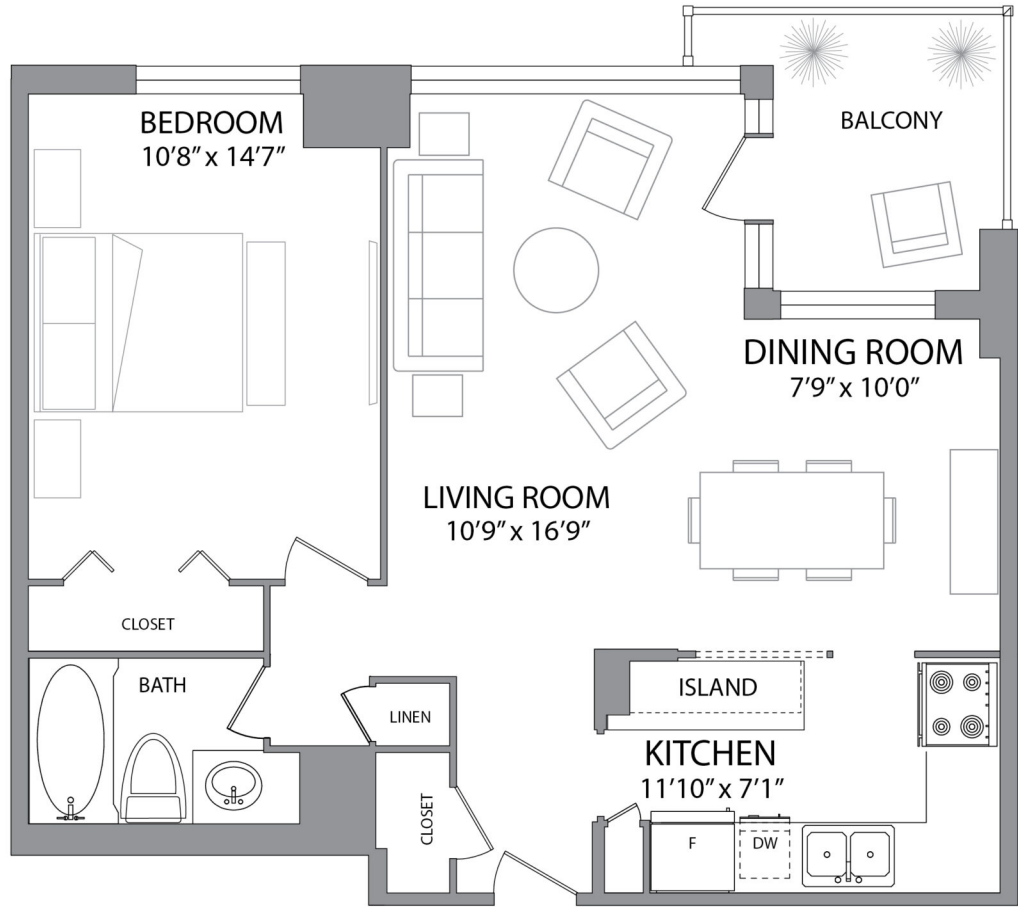 BEDROOM
10’8” x 14’7”
BALCONY
DINING ROOM
7’9” x 10’0”
LIVING ROOM
10’9” x 16’9”
CLOSET
BATH
LINEN
ISLAND
KITCHEN
11’10” x 7’1”
CLOSET
F
DW